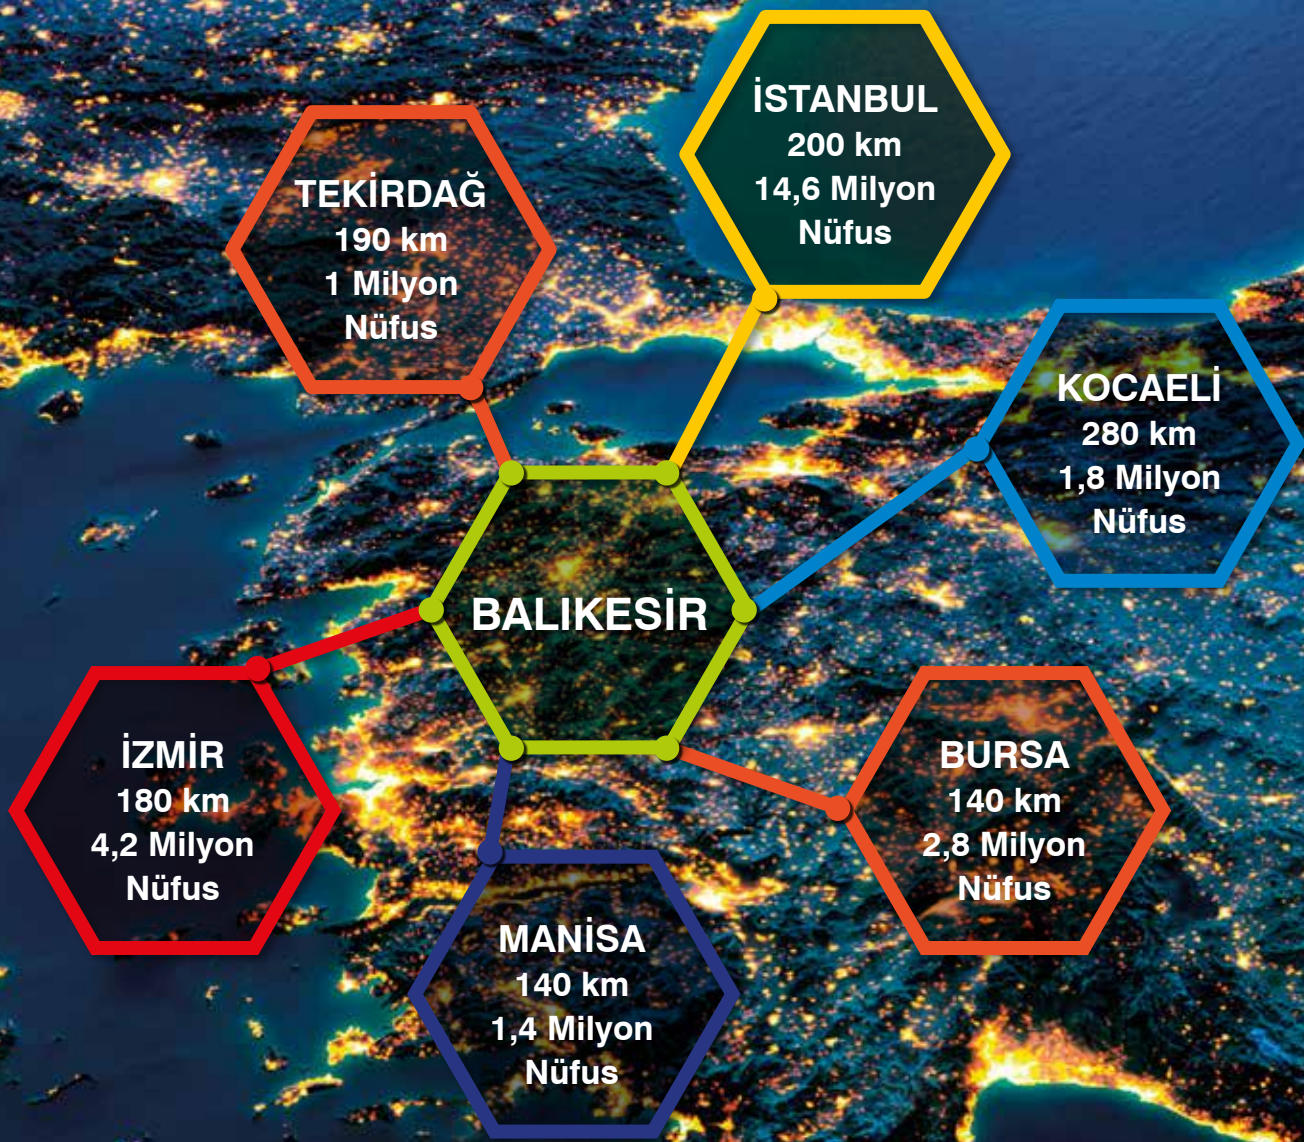 İSTANBUL
200 km
14,6 Milyon
Nüfus
TEKİRDAĞ
190 km
1 Milyon
Nüfus
KOCAELİ
280 km
1,8 Milyon
Nüfus
BALIKESİR
İZMİR
180 km
4,2 Milyon
Nüfus
BURSA
140 km
2,8 Milyon
Nüfus
MANİSA
140 km
1,4 Milyon
Nüfus